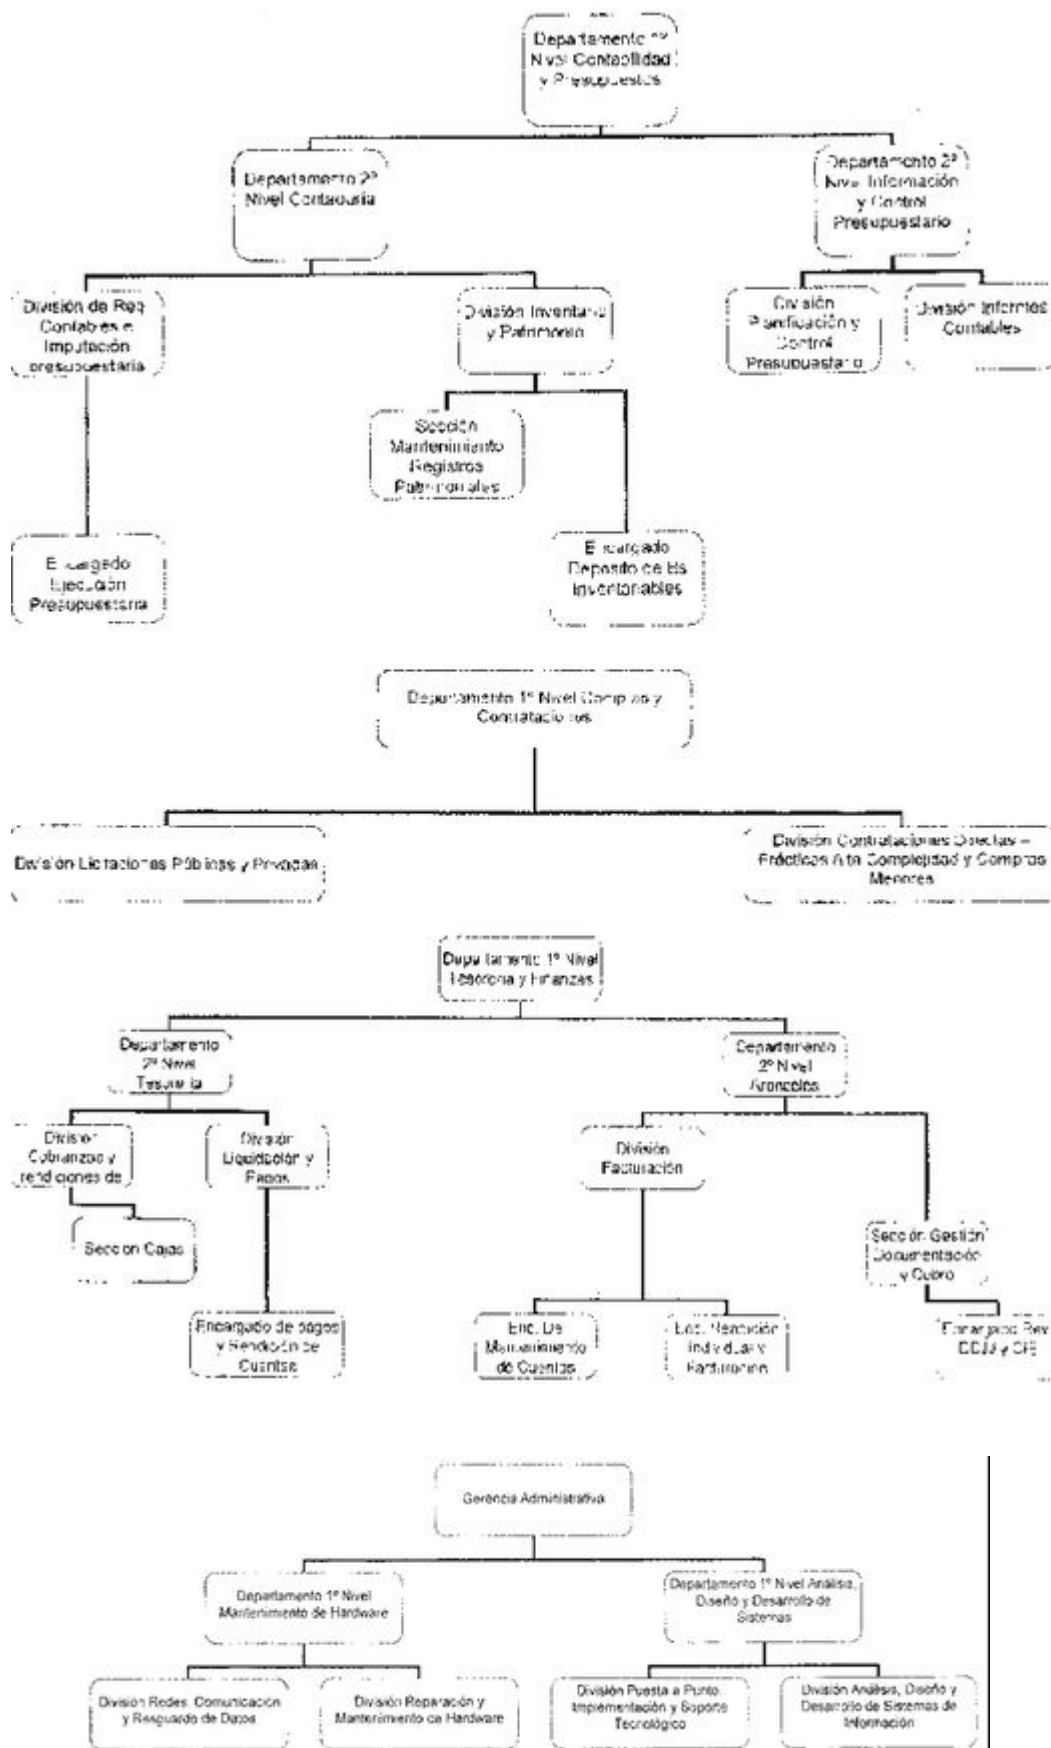 Departamento 1º
Nivel Contabilidad
y Presupuestos
Departamento 2º
Nivel Contaduría
Departamento 2º
Nivel Información
y Control
Presupuestario
División de Reg
Contables e
Imputación
presupuestaria
División Inventario
y Patrimonio
División
Planificación y
Control
Presupuestario
División Informes
Contables
Sección
Mantenimiento
Registros
Patrimoniales
Encargado
Ejecución
Presupuestaria
Encargado
Deposito de Bs
Inventariables
Departamento 1º Nivel Compras y
Contrataciones
División Licitaciones Públicas y Privadas
División Contrataciones Directas –
Prácticas Alta Complejidad y Compras
Menores
Departamento 1º Nivel
Tesorería y Finanzas
Departamento
2º Nivel
Tesorería
Departamento
2º Nivel
Aranceles
División
Cobranzas y
rendiciones de
División
Liquidación y
Pagos
División
Facturación
Sección Cajas
Sección Gestión
Documentación
y Cobro
Encargado de pagos
y Rendición de
Cuentas
Enc. De
Mantenimiento
de Cuentas
Enc. Rendición
Individual y
Facturación
Encargado Rev
DDJJ y
Gerencia Administrativa
Departamento 1º Nivel
Mantenimiento de Hardware
Departamento 1º Nivel Análisis,
Diseño y Desarrollo de
Sistemas
División Redes, Comunicación
y Resguardo de Datos
División Reparación y
Mantenimiento de Hardware
División Puesta a Punto,
Implementación y Soporte
Tecnológico
División Análisis, Diseño y
Desarrollo de Sistemas de
Información